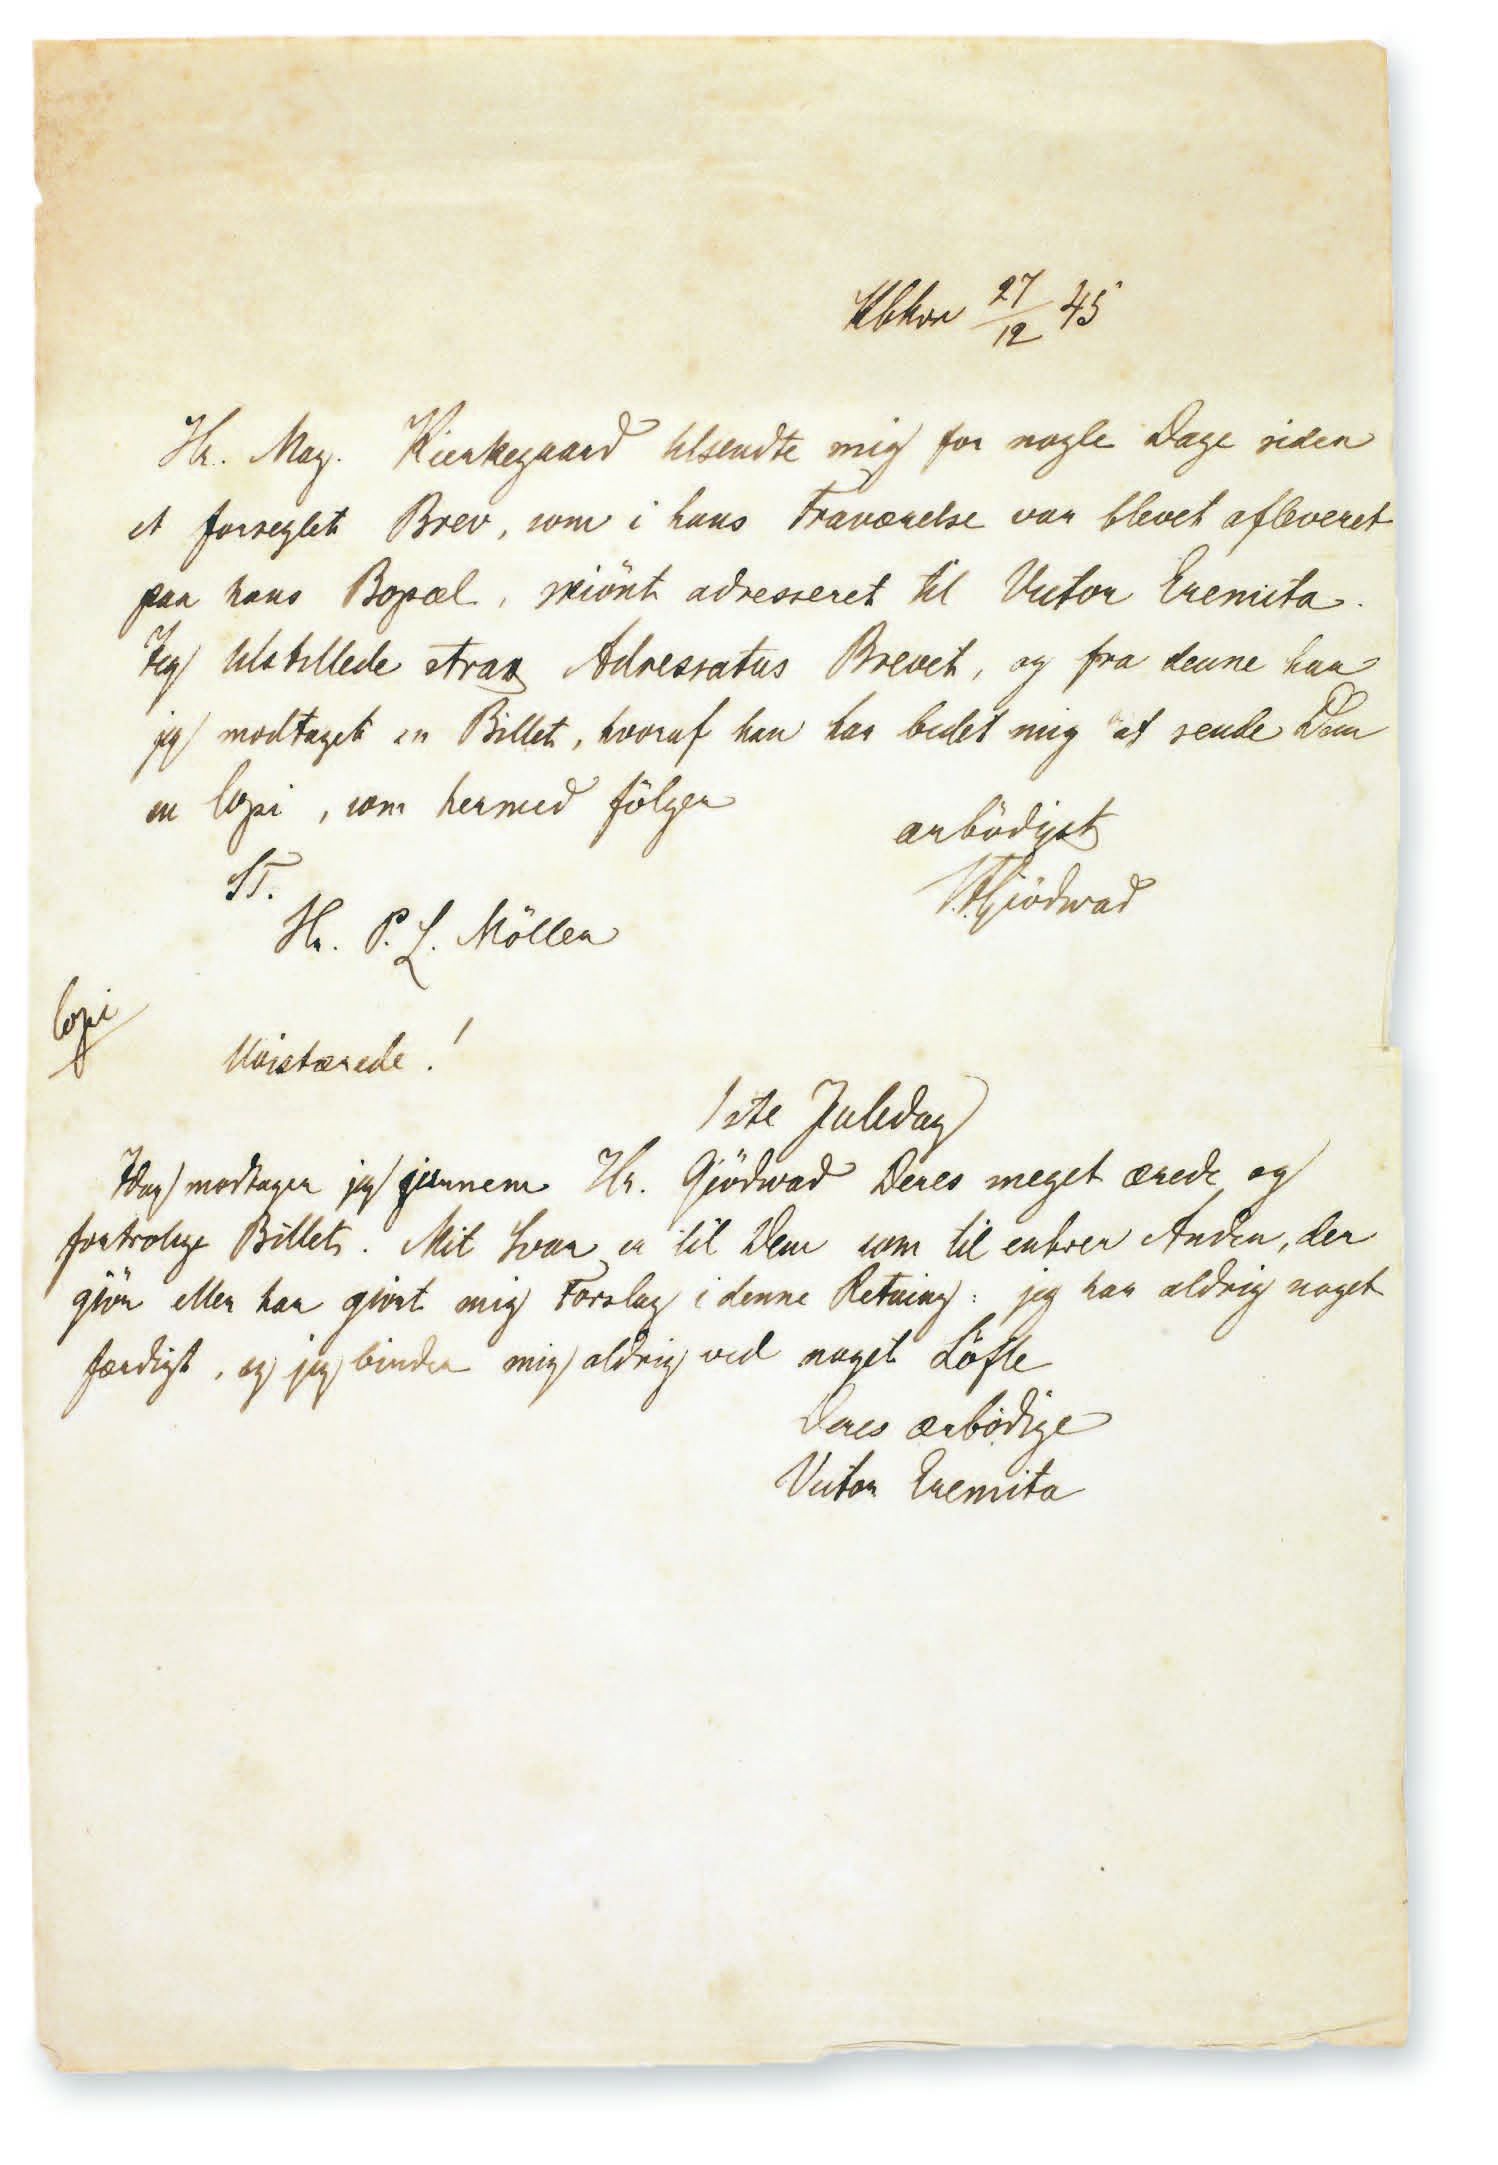 Kbhvn 27/12 45
Hr. Mag. Kierkegaard tilsendte mig for nogle Dage siden
et forseglet Brev, som i hans Fraværelse var blevet afleveret
paa hans Bopæl, skiönt adresseret til Victor Eremita.
Jeg tilstillede strax Adressatus Brevet, og fra denne har
jeg modtaget en Billet, hvoraf han har bedet mig at sende Dem
en Copi, som hermed fölger
ærbödigst
ST.
Giödwad
Hr. P. L. Möller
Copi
Höistærede!
1ste Juledag
Idag modtager jeg gjennem Hr. Gjödwad Deres meget ærede og
fortrolige Billet. Mit Svar er til Dem som til enhver Anden, der
gjör eller har gjort mig Forslag i denne Retning: jeg har aldrig noget
færdigt, og jeg binder mig aldrig ved noget Löfte
Deres ærbödige
Victor Eremita